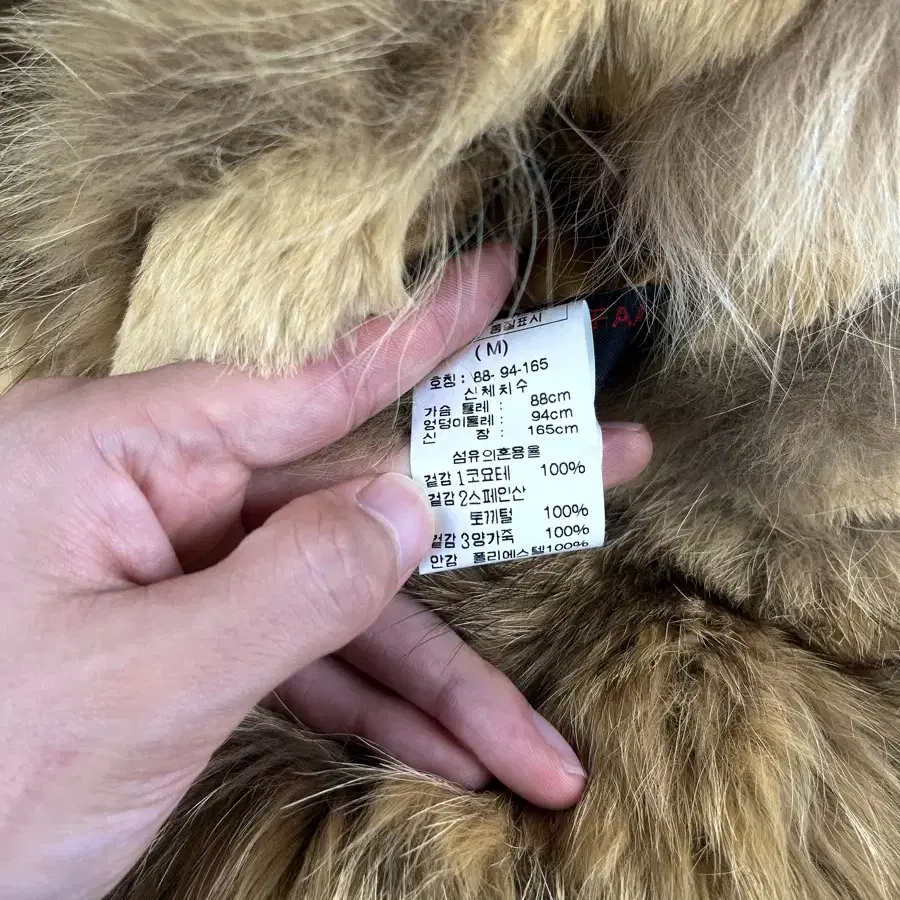 품질표시
(M)
호칭 : 88-94-165
신체치수
가슴 둘레 : 88cm
엉덩이둘레 : 94cm
신 장 : 165cm
섬유의혼용율
겉감 1코요테 100%
겉감 2스페인산
토끼털 100%
겉감 3양가죽 100%
안감 폴리에스텔100%